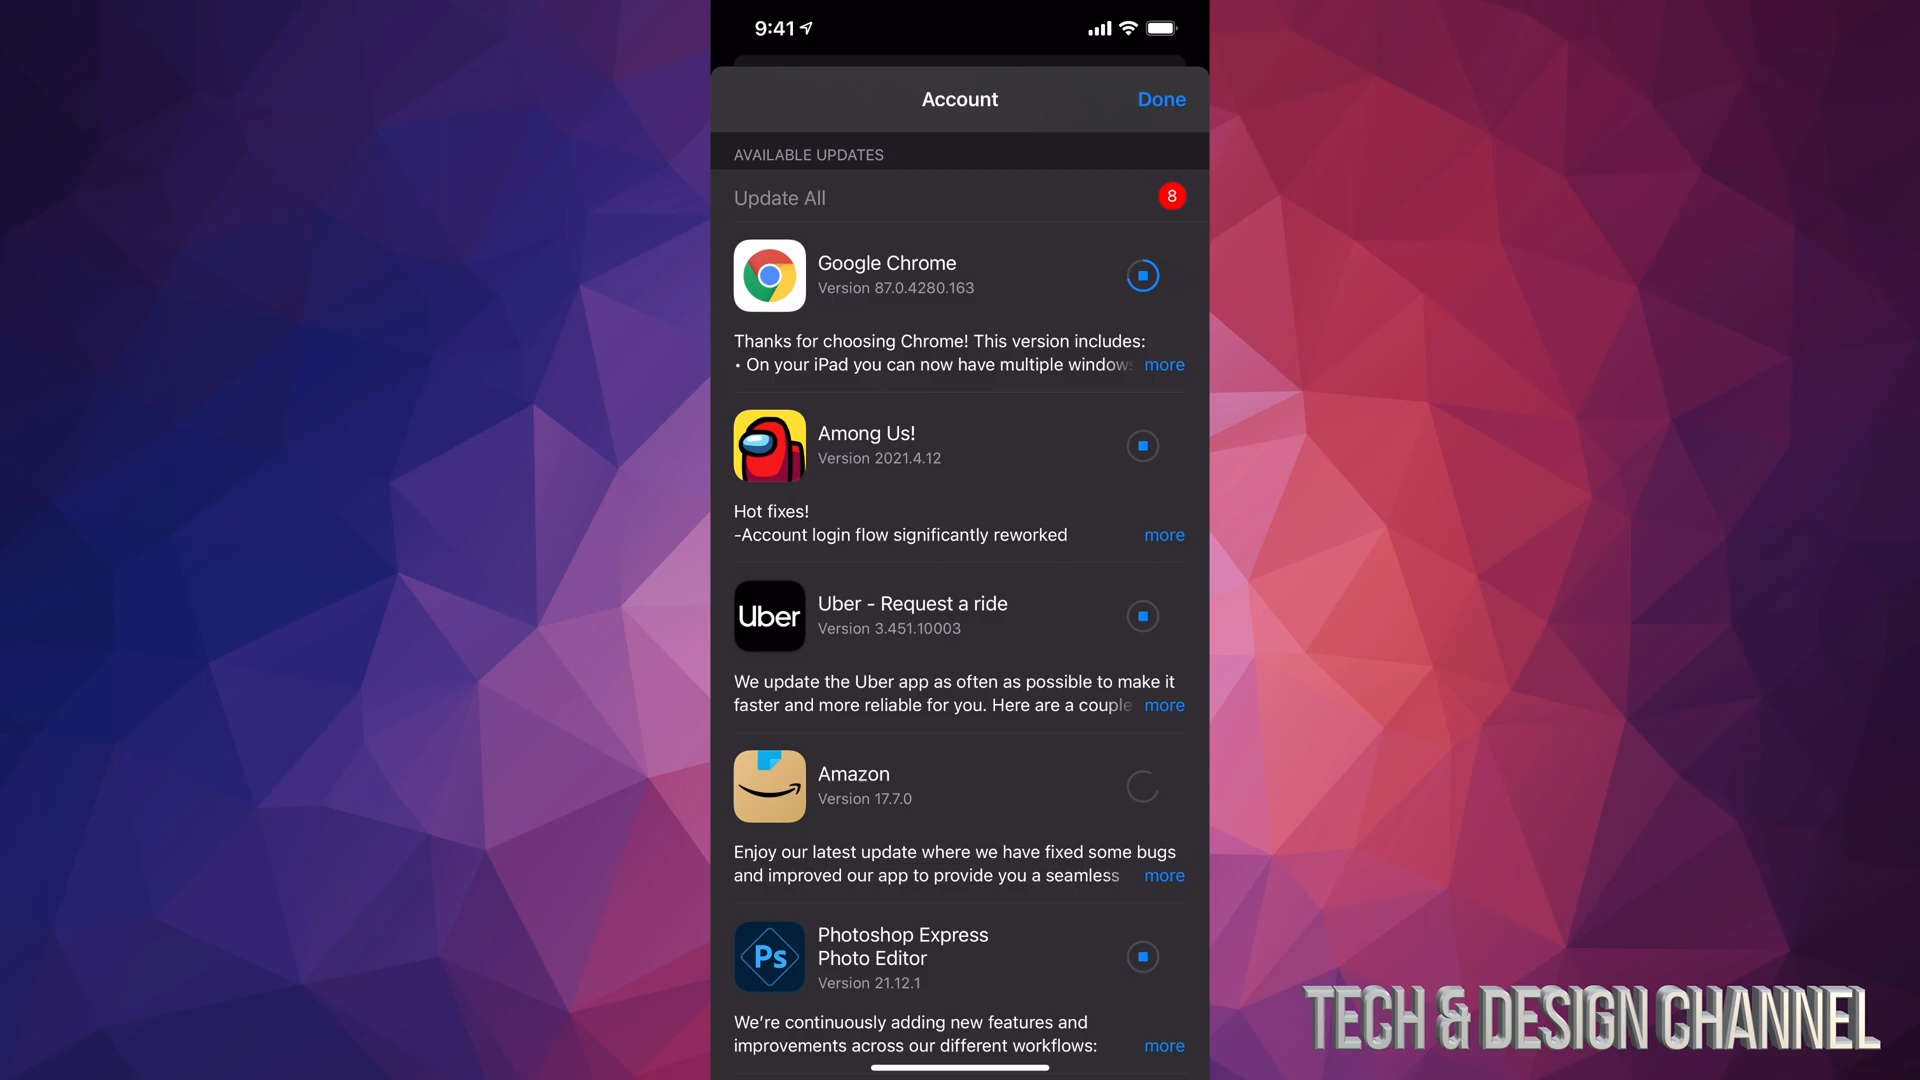 9:41
Account
Done
AVAILABLE UPDATES
Update All
8
Google Chrome
Version 87.0.4280.163
Thanks for choosing Chrome! This version includes:
• On your iPad you can now have multiple windows more
Among Us!
Version 2021.4.12
Hot fixes!
-Account login flow significantly reworked more
Uber
Uber - Request a ride
Version 3.451.10003
We update the Uber app as often as possible to make it
faster and more reliable for you. Here are a couple more
Amazon
Version 17.7.0
Enjoy our latest update where we have fixed some bugs
and improved our app to provide you a seamless more
Ps
Photoshop Express
Photo Editor
Version 21.12.1
We're continuously adding new features and
improvements across our different workflows: more
TECH & DESIGN CHANNEL